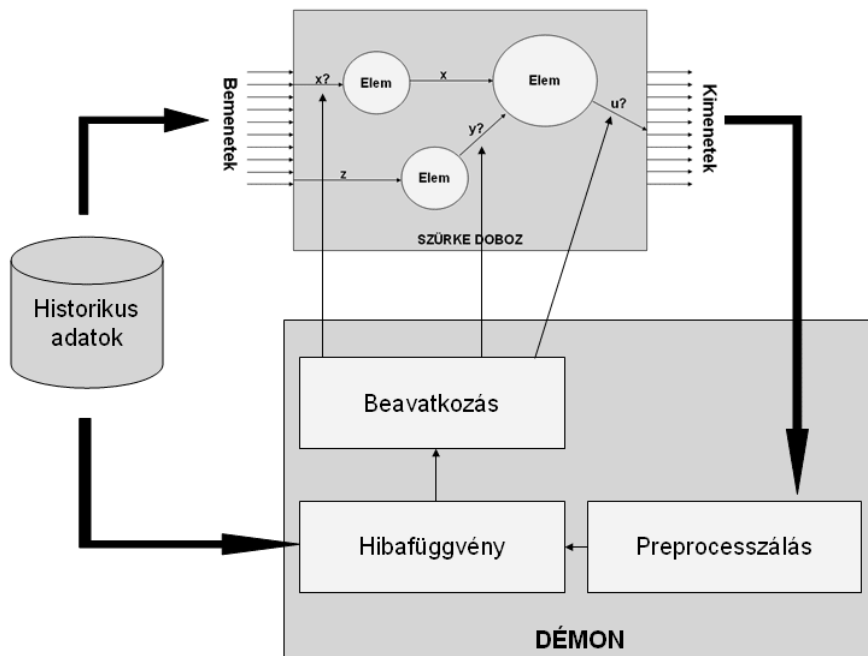 Bemenetek
x?
Elem
x
Elem
u?
y?
z
Elem
Kimenetek
SZÜRKE DOBOZ
Historikus
adatok
Beavatkozás
Hibafüggvény
Preprocesszálás
DÉMON